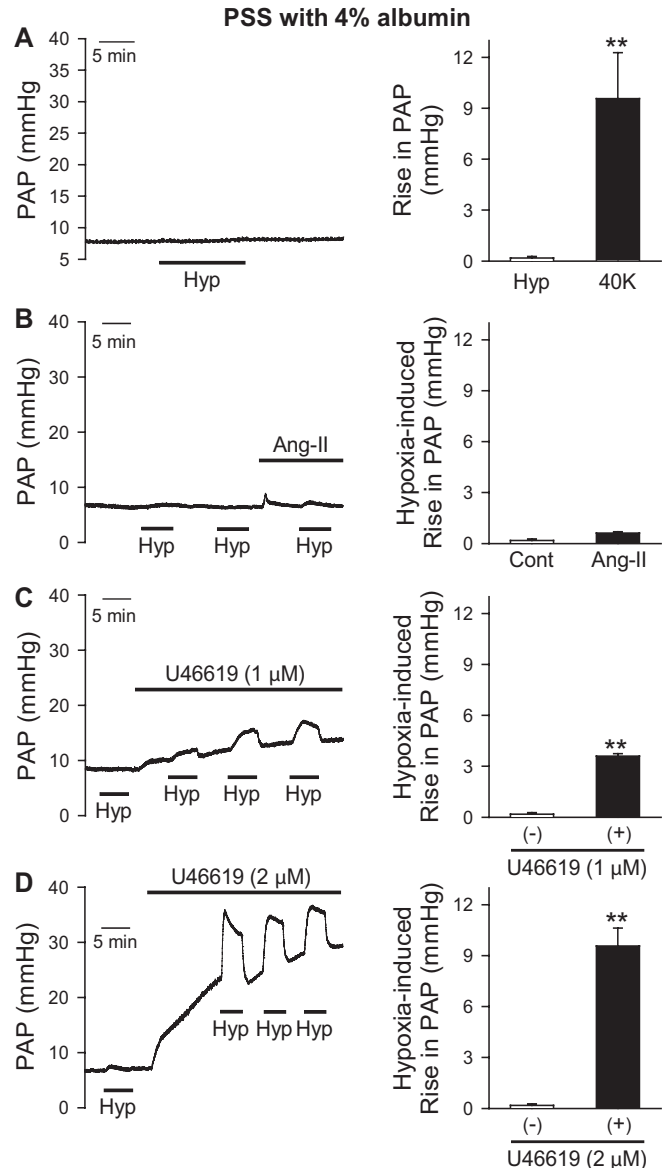 PSS with 4% albumin
A
PAP (mmHg)
40
35
30
25
20
15
10
5
5 min
Hyp
Rise in PAP
(mmHg)
12
9
6
3
0
**
Hyp 40K
B
PAP (mmHg)
40
30
20
10
0
5 min
Ang-II
Hyp Hyp Hyp
Hypoxia-induced
Rise in PAP (mmHg)
12
9
6
3
0
Cont Ang-II
C
PAP (mmHg)
40
30
20
10
0
5 min
U46619 (1 µM)
Hyp Hyp Hyp
Hyp
Hypoxia-induced
Rise in PAP (mmHg)
12
9
6
3
0
**
(-) (+)
U46619 (1 µM)
D
PAP (mmHg)
40
30
20
10
0
5 min
U46619 (2 µM)
Hyp Hyp Hyp
Hyp
Hypoxia-induced
Rise in PAP (mmHg)
12
9
6
3
0
**
(-) (+)
U46619 (2 µM)